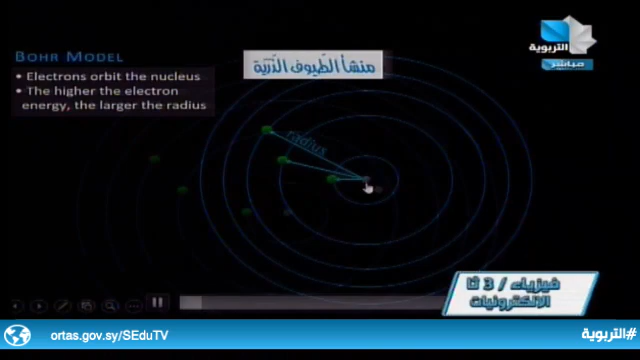 BOHR MODEL
• Electrons orbit the nucleus
• The higher the electron
energy, the larger the radius
منشأ الطيوف الذرية
التربوية
مباشر
radius
فيزياء / 3 ثا
الالكترونيات
ortas.gov.sy/SEduTV
#التربوية